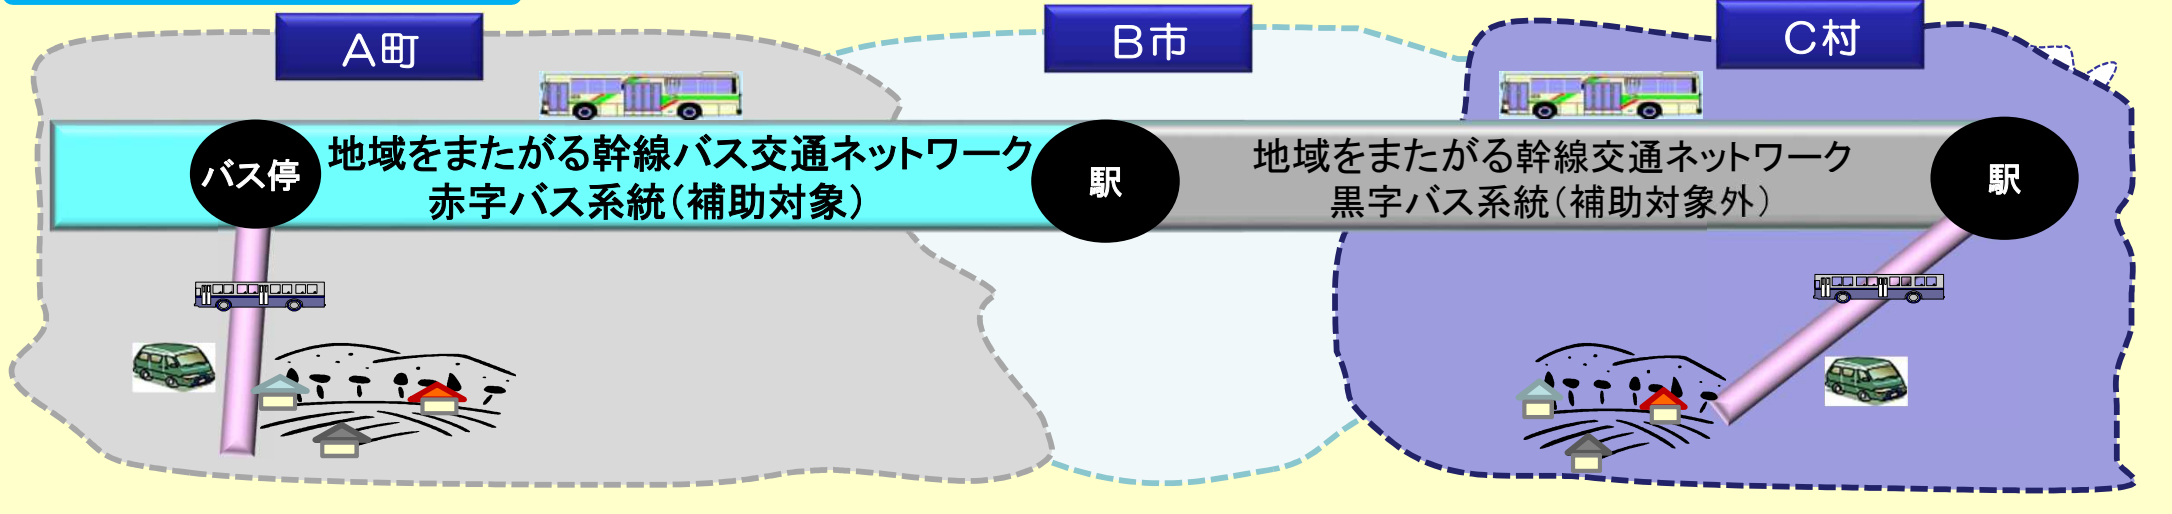 A町
B市
C村
バス停
地域をまたがる幹線バス交通ネットワーク
赤字バス系統(補助対象)
駅
地域をまたがる幹線交通ネットワーク
黒字バス系統(補助対象外)
駅